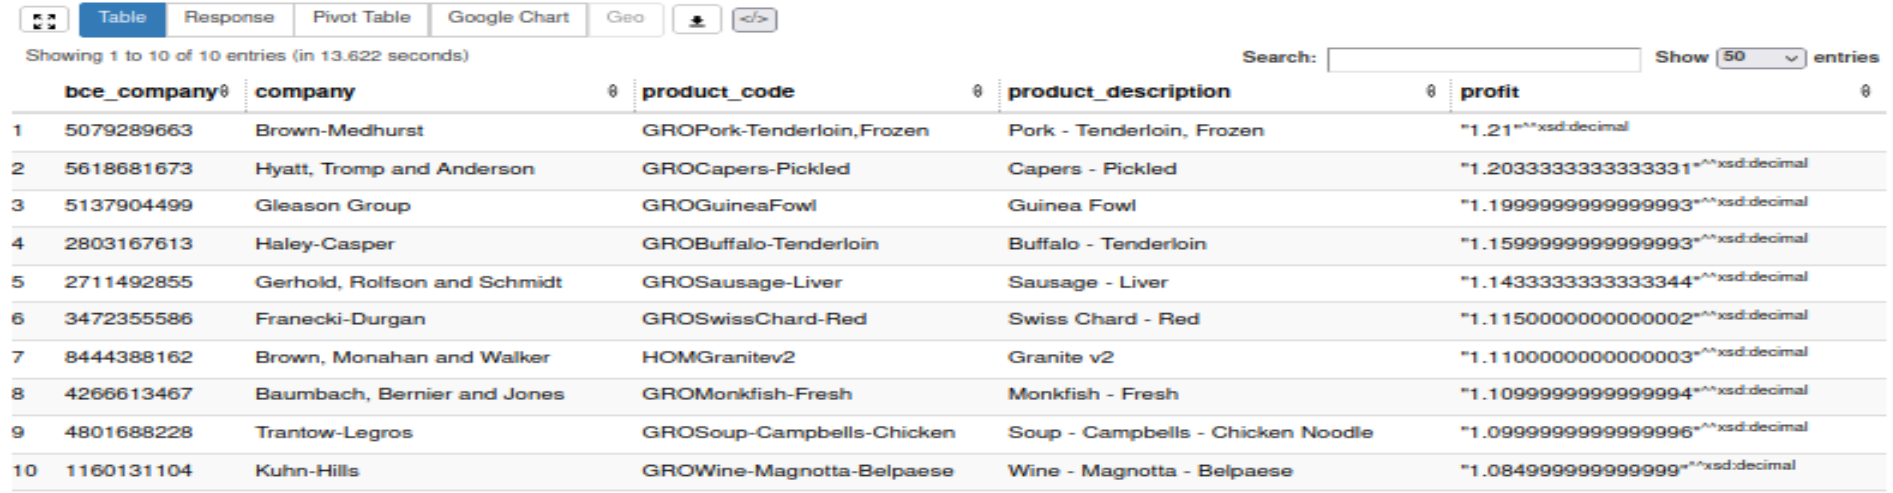 Table Response Pivot Table Google Chart Geo </>
Showing 1 to 10 of 10 entries (in 13.622 seconds) Search: Show 50 entries
bce_company company product_code product_description profit
1 5079289663 Brown-Medhurst GROPork-Tenderloin,Frozen Pork - Tenderloin, Frozen "1.21"^^xsd:decimal
2 5618681673 Hyatt, Tromp and Anderson GROCapers-Pickled Capers - Pickled "1.2033333333333331"^^xsd:decimal
3 5137904499 Gleason Group GROGuineaFowl Guinea Fowl "1.1999999999999993"^^xsd:decimal
4 2803167613 Haley-Casper GROBuffalo-Tenderloin Buffalo - Tenderloin "1.1599999999999993"^^xsd:decimal
5 2711492855 Gerhold, Rolfson and Schmidt GROSausage-Liver Sausage - Liver "1.1433333333333344"^^xsd:decimal
6 3472355586 Franecki-Durgan GROSwissChard-Red Swiss Chard - Red "1.1150000000000002"^^xsd:decimal
7 8444388162 Brown, Monahan and Walker HOMGranitev2 Granite v2 "1.1100000000000003"^^xsd:decimal
8 4266613467 Baumbach, Bernier and Jones GROMonkfish-Fresh Monkfish - Fresh "1.1099999999999994"^^xsd:decimal
9 4801688228 Trantow-Legros GROSoup-Campbells-Chicken Soup - Campbells - Chicken Noodle "1.0999999999999996"^^xsd:decimal
10 1160131104 Kuhn-Hills GROWine-Magnotta-Belpaese Wine - Magnotta - Belpaese "1.084999999999999"^^xsd:decimal